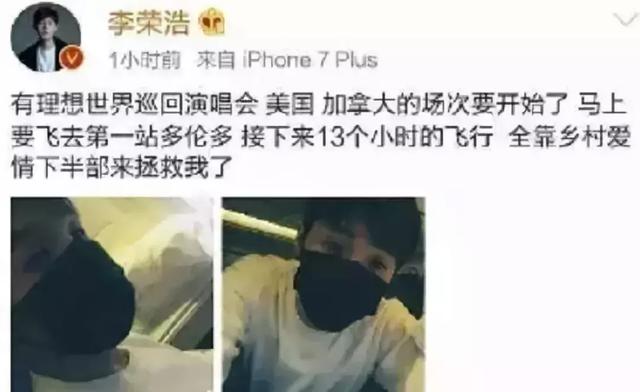 李荣浩
1小时前 来自 iPhone 7 Plus
有理想世界巡回演唱会 美国 加拿大的场次要开始了 马上
要飞去第一站多伦多 接下来13个小时的飞行 全靠乡村爱
情下半部来拯救我了